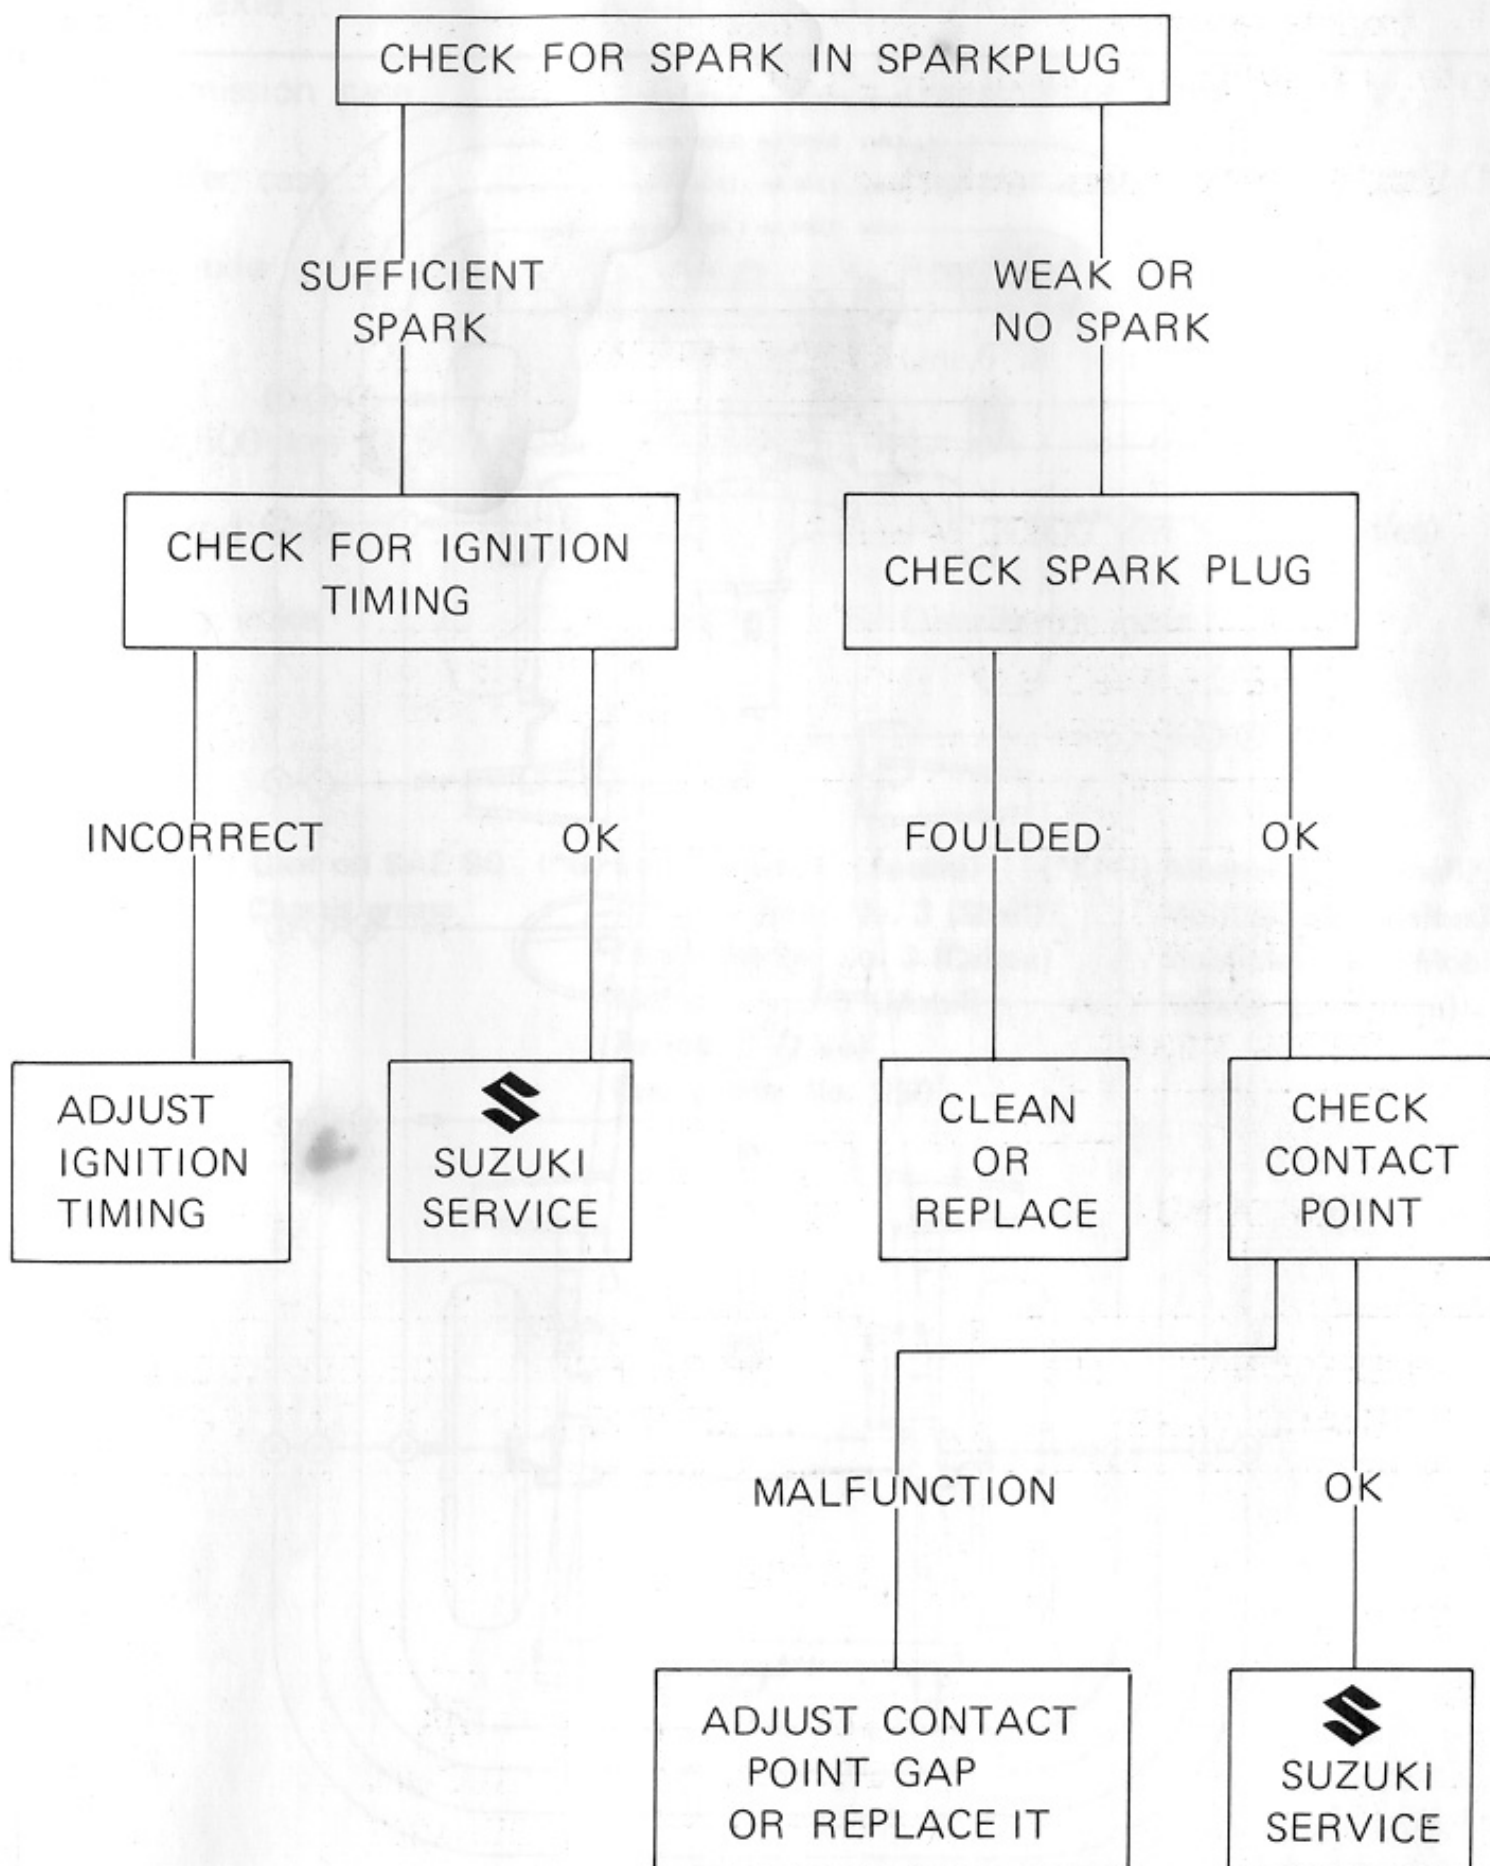 CHECK FOR SPARK IN SPARKPLUG
SUFFICIENT
SPARK
WEAK OR
NO SPARK
CHECK FOR IGNITION
TIMING
CHECK SPARK PLUG
INCORRECT
OK
FOULDED
OK
ADJUST
IGNITION
TIMING
SUZUKI
SERVICE
CLEAN
OR
REPLACE
CHECK
CONTACT
POINT
MALFUNCTION
OK
ADJUST CONTACT
POINT GAP
OR REPLACE IT
SUZUKI
SERVICE